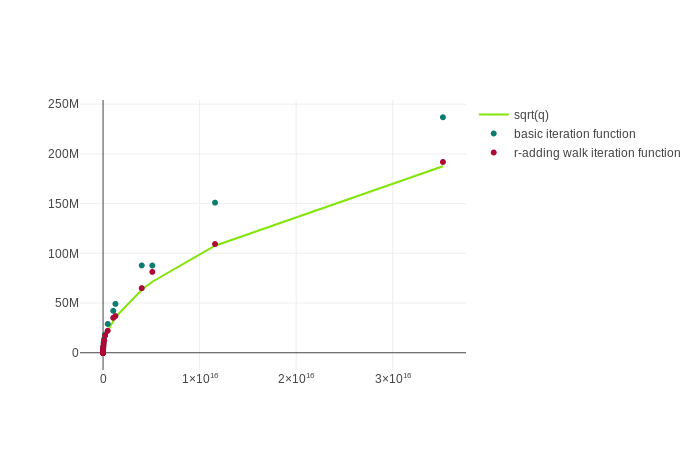 250M
200M
150M
100M
50M
0
0
1×10¹⁶
2×10¹⁶
3×10¹⁶
sqrt(q)
basic iteration function
r-adding walk iteration function